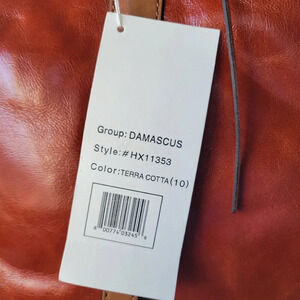 Group: DAMASCUS
Style: # HX11353
Color: TERRA COTTA (10)